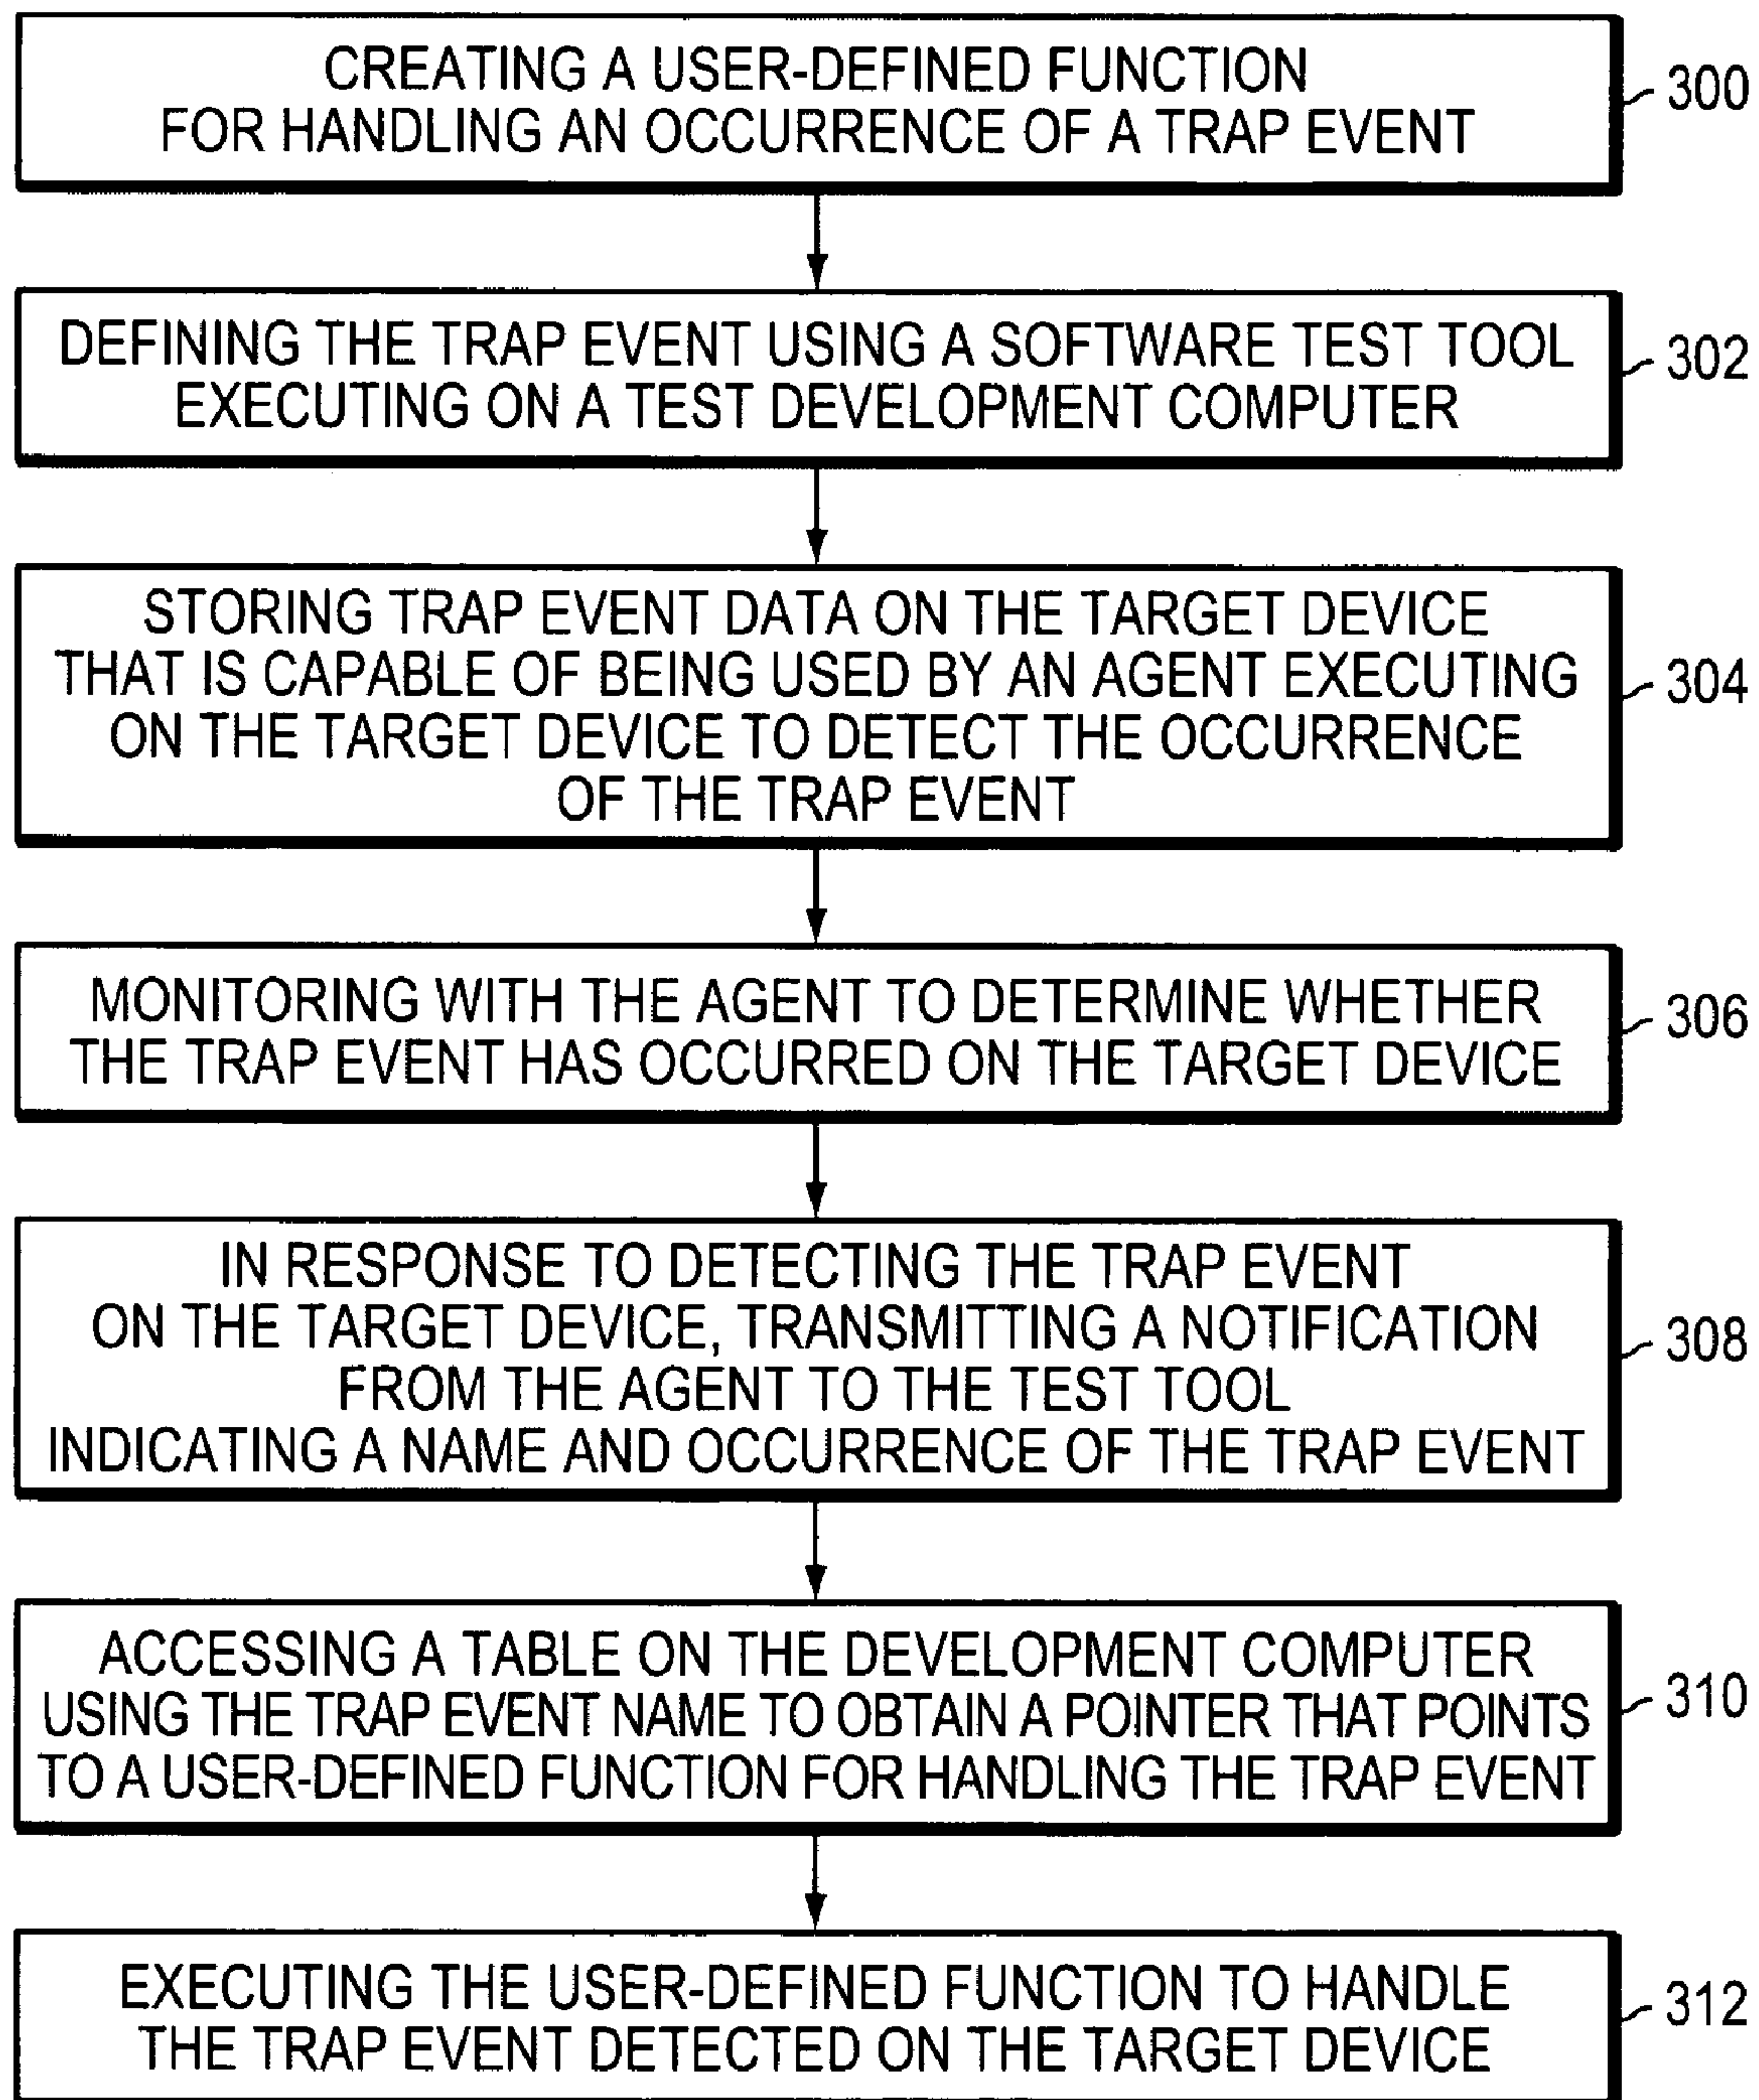 CREATING A USER-DEFINED FUNCTION
FOR HANDLING AN OCCURRENCE OF A TRAP EVENT
300
DEFINING THE TRAP EVENT USING A SOFTWARE TEST TOOL
EXECUTING ON A TEST DEVELOPMENT COMPUTER
302
STORING TRAP EVENT DATA ON THE TARGET DEVICE
THAT IS CAPABLE OF BEING USED BY AN AGENT EXECUTING
ON THE TARGET DEVICE TO DETECT THE OCCURRENCE
OF THE TRAP EVENT
304
MONITORING WITH THE AGENT TO DETERMINE WHETHER
THE TRAP EVENT HAS OCCURRED ON THE TARGET DEVICE
306
IN RESPONSE TO DETECTING THE TRAP EVENT
ON THE TARGET DEVICE, TRANSMITTING A NOTIFICATION
FROM THE AGENT TO THE TEST TOOL
INDICATING A NAME AND OCCURRENCE OF THE TRAP EVENT
308
ACCESSING A TABLE ON THE DEVELOPMENT COMPUTER
USING THE TRAP EVENT NAME TO OBTAIN A POINTER THAT POINTS
TO A USER-DEFINED FUNCTION FOR HANDLING THE TRAP EVENT
310
EXECUTING THE USER-DEFINED FUNCTION TO HANDLE
THE TRAP EVENT DETECTED ON THE TARGET DEVICE
312